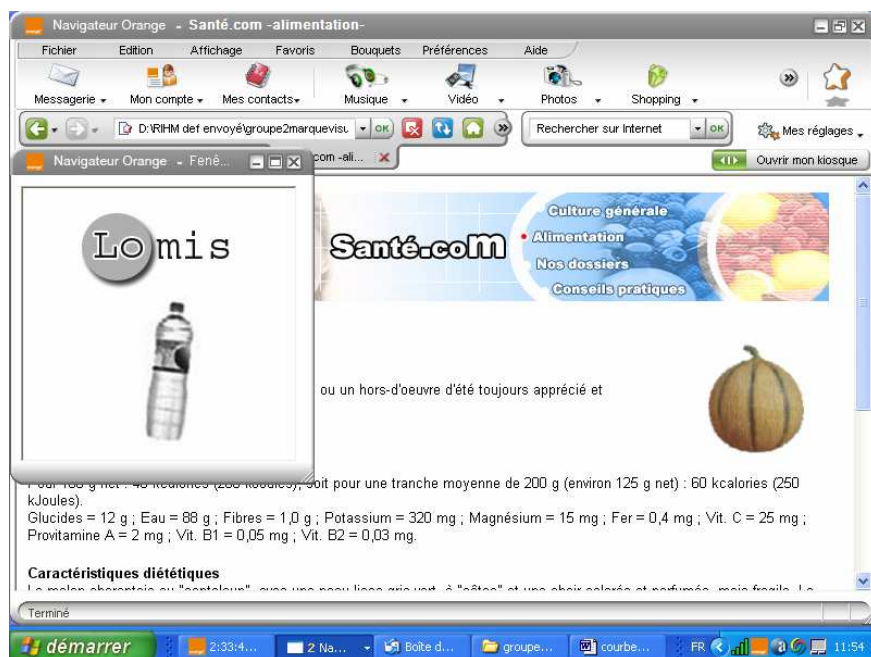 Navigateur Orange - Santé.com -alimentation-
Fichier Edition Affichage Favoris Bouquets Préférences Aide
Messagerie Mon compte Mes contacts Musique Vidéo Photos Shopping
D:\RIHM def envoyé\groupe2marquevisu OK Rechercher sur Internet OK Mes réglages
Navigateur Orange - Fenê... com -ali... Ouvrir mon kiosque
Lomis
Santé.com
Culture générale
Alimentation
Nos dossiers
Conseils pratiques
ou un hors-d'oeuvre d'été toujours apprécié et
soit pour une tranche moyenne de 200 g (environ 125 g net) : 60 kcalories (250
kJoules).
Glucides = 12 g ; Eau = 88 g ; Fibres = 1,0 g ; Potassium = 320 mg ; Magnésium = 15 mg ; Fer = 0,4 mg ; Vit. C = 25 mg ;
Provitamine A = 2 mg ; Vit. B1 = 0,05 mg ; Vit. B2 = 0,03 mg.
Caractéristiques diététiques
Terminé
démarrer 2:33:4... 2 Na... Boîte d... groupe... courbe... FR 11:54